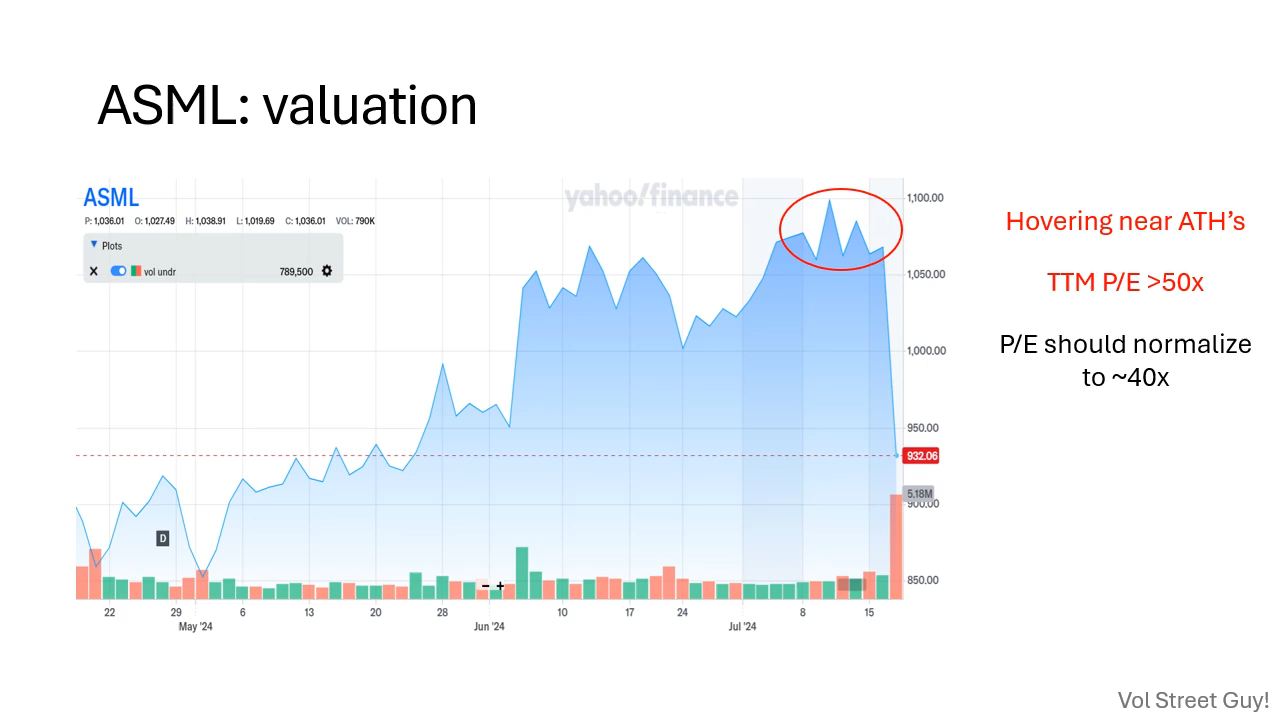 ASML: valuation
ASML
yahoo!finance
P: 1,036.01 O: 1,027.49 H: 1,038.91 L: 1,019.69 C: 1,036.01 VOL: 790K
Plots
X vol undr 789,500
1,100.00
1,050.00
1,000.00
950.00
932.06
5.18M
900.00
850.00
D
− +
22 29 6 13 20 28 10 17 24 8 15
May '24 Jun '24 Jul '24
Hovering near ATH’s
TTM P/E >50x
P/E should normalize
to ~40x
Vol Street Guy!